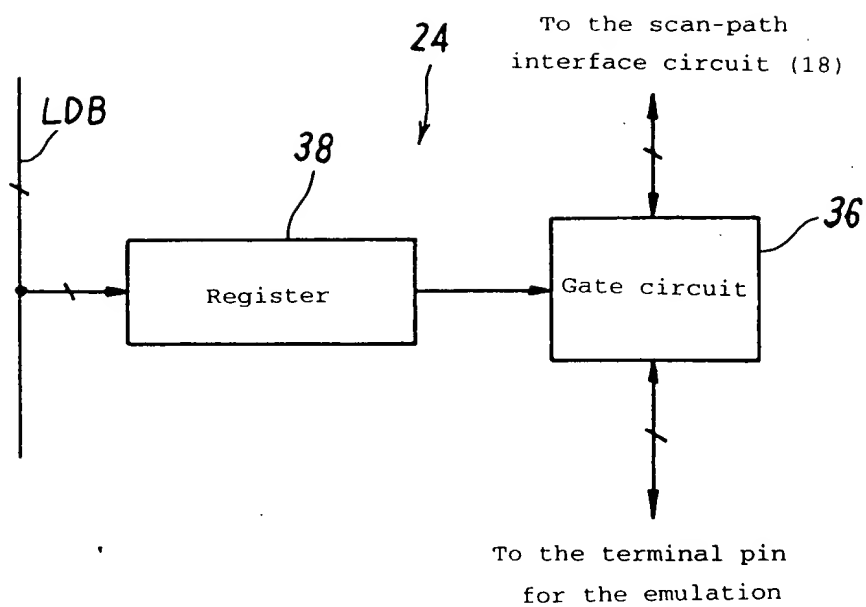 24
To the scan-path
interface circuit (18)
LDB
38
36
Register
Gate circuit
To the terminal pin
for the emulation